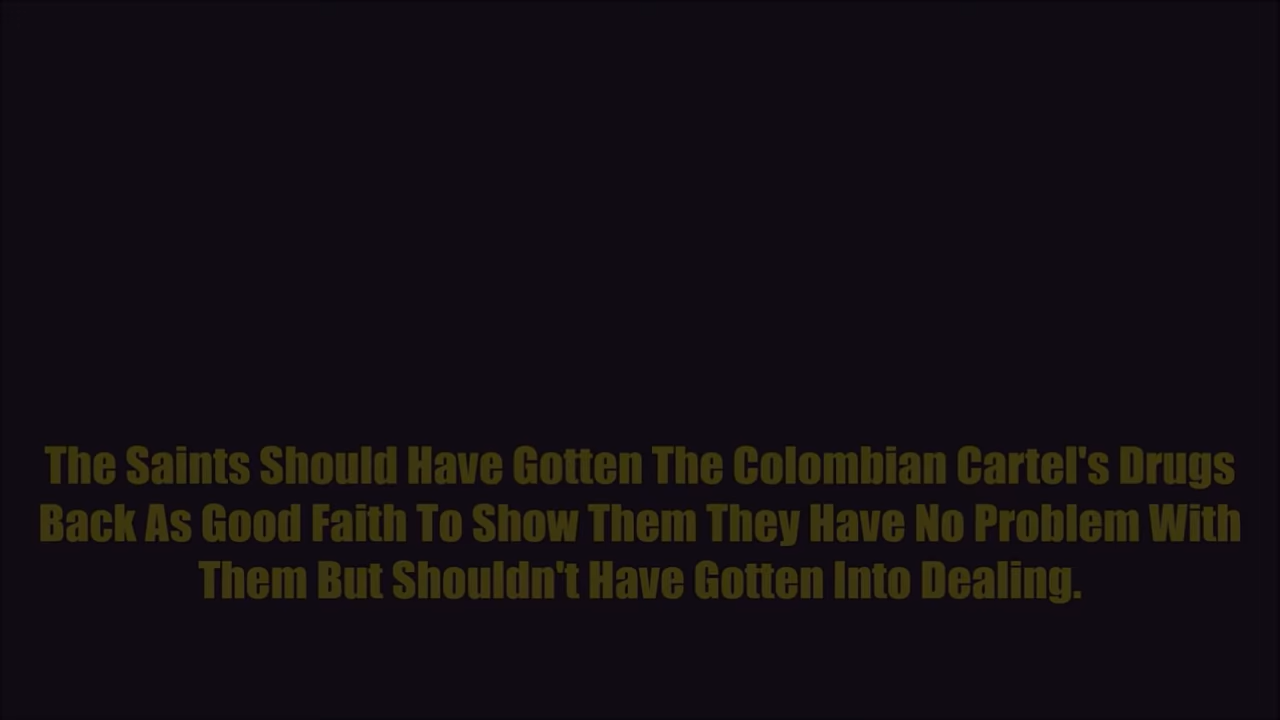 The Saints Should Have Gotten The Colombian Cartel's Drugs
Back As Good Faith To Show Them They Have No Problem With
Them But Shouldn't Have Gotten Into Dealing.